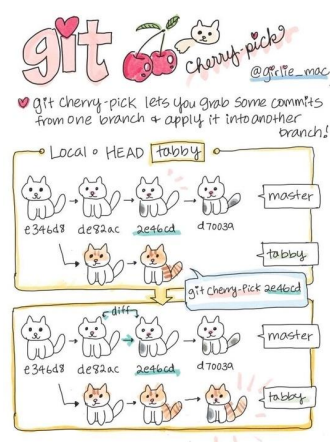 git
cherry-pick
@girlie_mac
git cherry-pick lets you grab some commits
from one branch & apply it into another
branch!
Local HEAD tabby
master
e346d8 de82ac 2e46cd d7003a
tabby
git cherry-pick 2e46cd
diff
master
e346d8 de82ac 2e46cd d7003a
tabby